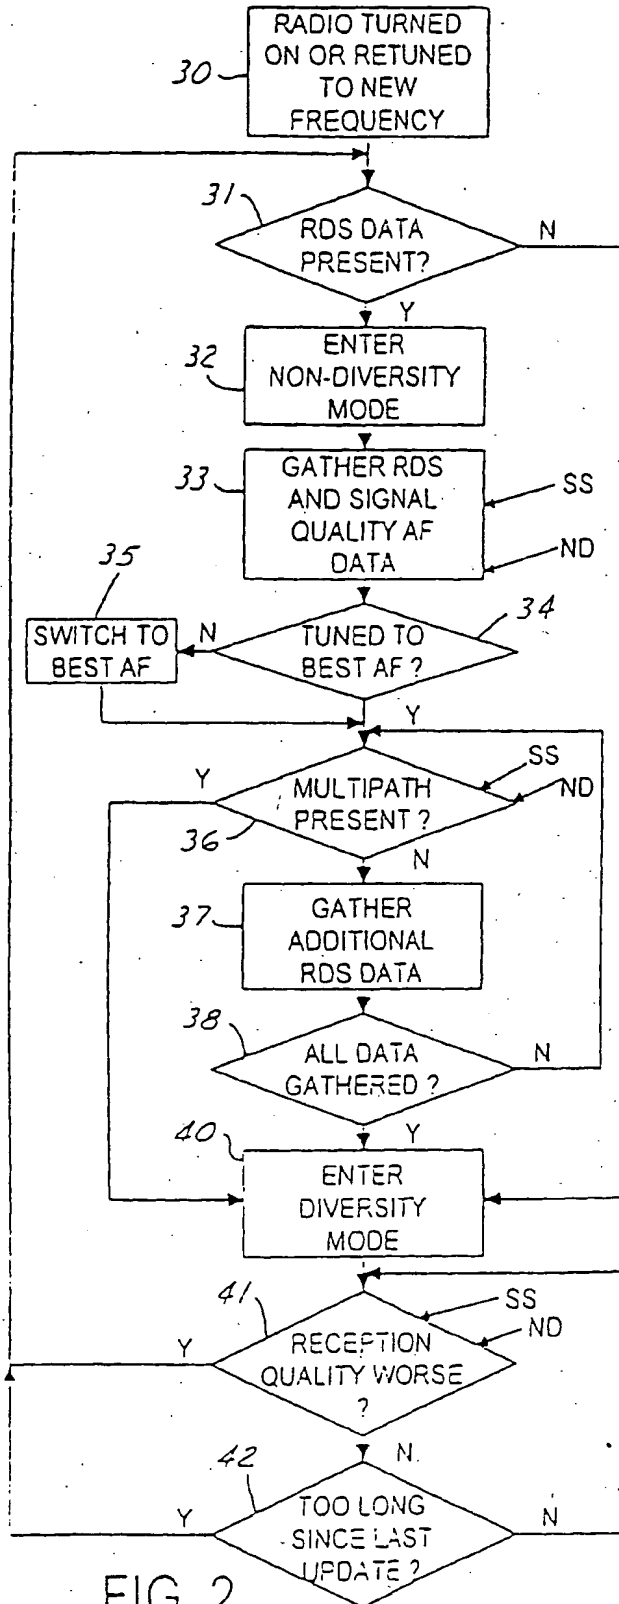 RADIO TURNED
ON OR RETUNED
TO NEW
FREQUENCY
30
31
RDS DATA
PRESENT?
N
Y
32
ENTER
NON-DIVERSITY
MODE
33
GATHER RDS
AND SIGNAL
QUALITY AF
DATA
SS
ND
35
34
SWITCH TO
BEST AF
N
TUNED TO
BEST AF ?
Y
SS
ND
Y
MULTIPATH
PRESENT ?
36
N
37
GATHER
ADDITIONAL
RDS DATA
38
ALL DATA
GATHERED ?
N
Y
40
ENTER
DIVERSITY
MODE
41
SS
ND
Y
RECEPTION
QUALITY WORSE
?
N
42
Y
TOO LONG
SINCE LAST
UPDATE ?
N
FIG. 2